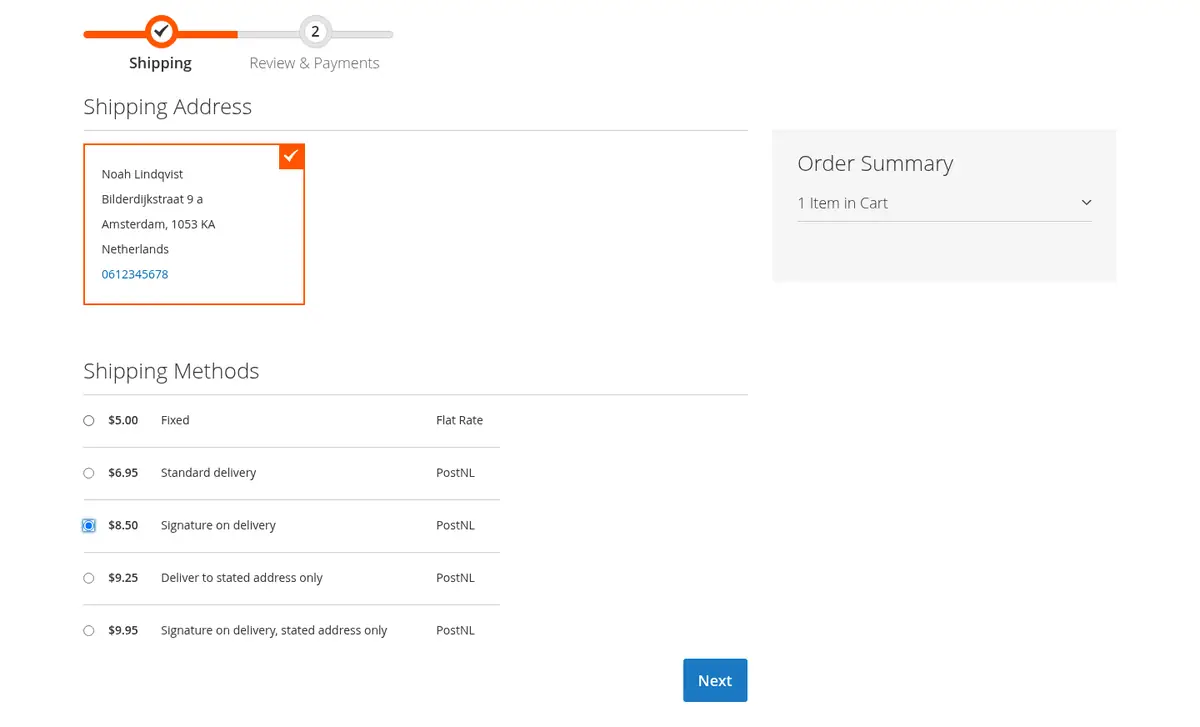 2
Shipping
Review & Payments
Shipping Address
Noah Lindqvist
Bilderdijkstraat 9 a
Amsterdam, 1053 KA
Netherlands
0612345678
Order Summary
1 Item in Cart
Shipping Methods
$5.00 Fixed Flat Rate
$6.95 Standard delivery PostNL
$8.50 Signature on delivery PostNL
$9.25 Deliver to stated address only PostNL
$9.95 Signature on delivery, stated address only PostNL
Next